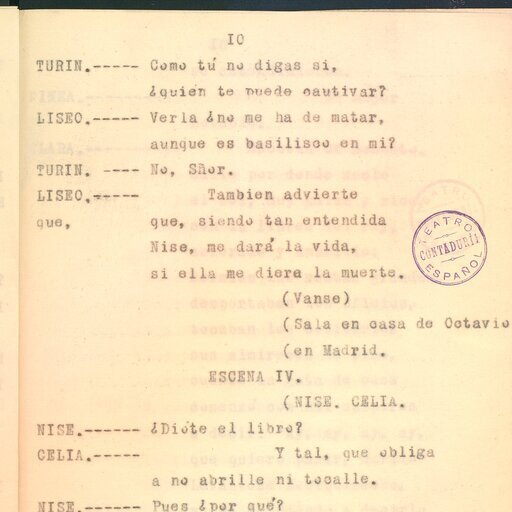 10
TURIN.----- Como tú no digas si,
¿quien te puede cautivar?
LISEO.----- Verla ¿no me ha de matar,
aunque es basilisco en mi?
TURIN. ---- No, Sñor.
LISEO.----- Tambien advierte
que, que, siendo tan entendida
Nise, me dará la vida,
si ella me diera la muerte.
(Vanse)
(Sala en casa de Octavio
(en Madrid.
ESCENA IV.
(NISE. CELIA.
NISE.------ ¿Dióte el libro?
CELIA.----- Y tal, que obliga
a no abrille ni tocalle.
NISE.------ Pues ¿por qué?
TEATRO ESPAÑOL
CONTADURÍA